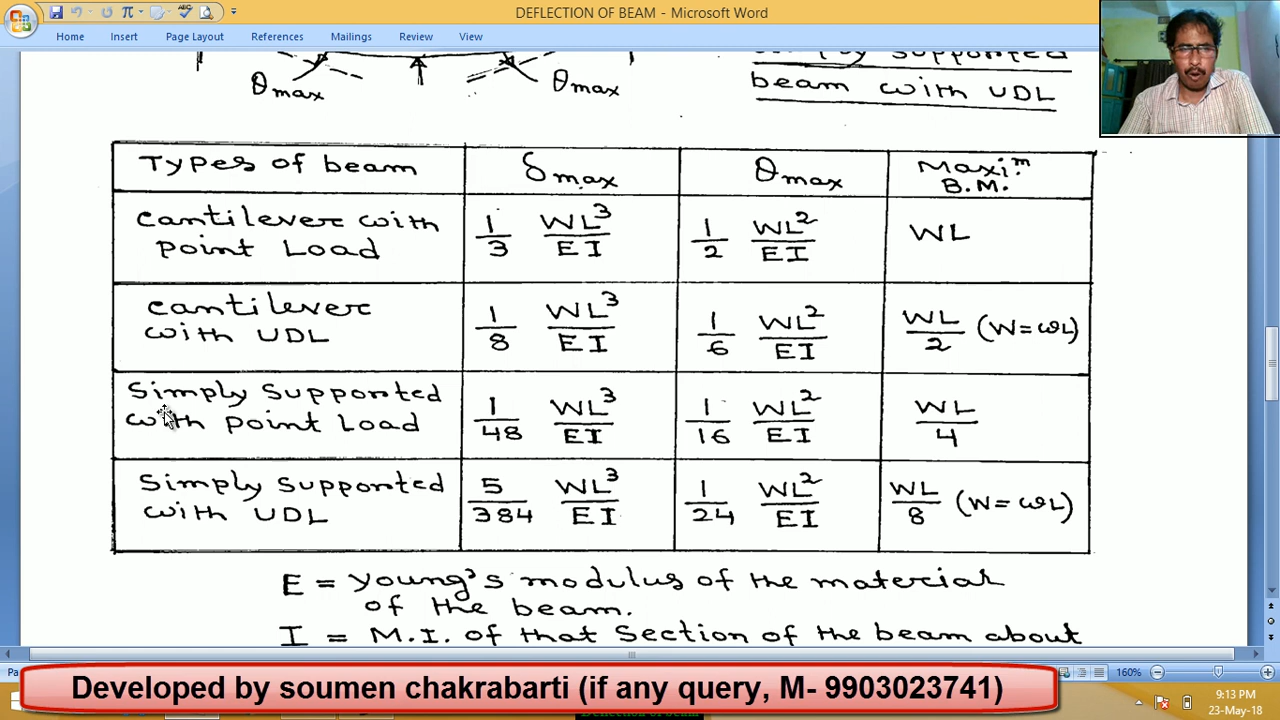 DEFLECTION OF BEAM - Microsoft Word
Home Insert Page Layout References Mailings Review View
simply supported
θmax θmax beam with UDL
Types of beam δmax θmax Maxi.m B.M.
Cantilever with Point Load 1/3 WL³/EI 1/2 WL²/EI WL
Cantilever with UDL 1/8 WL³/EI 1/6 WL²/EI WL/2 (W=ωL)
Simply Supported with Point Load 1/48 WL³/EI 1/16 WL²/EI WL/4
Simply Supported with UDL 5/384 WL³/EI 1/24 WL²/EI WL/8 (W=ωL)
E = Young's modulus of the material
of the beam.
I = M.I. of that Section of the beam about
Developed by soumen chakrabarti (if any query, M- 9903023741)
160%
9:13 PM
23-May-18